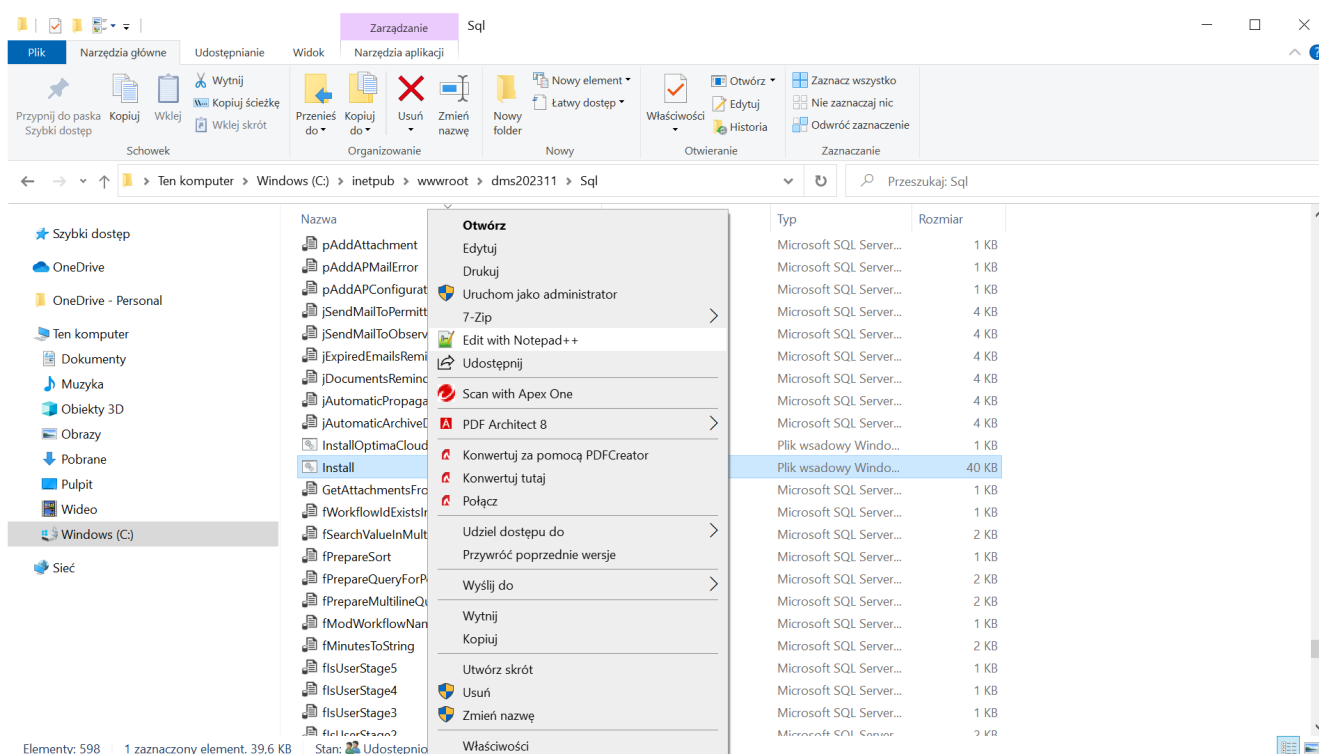 Zarządzanie
Sql
Plik
Narzędzia główne
Udostępnianie
Widok
Narzędzia aplikacji
Przypnij do paska
Szybki dostęp
Kopiuj
Wklej
Wytnij
Kopiuj ścieżkę
Wklej skrót
Schowek
Przenieś
do
Kopiuj
do
Usuń
Zmień
nazwę
Organizowanie
Nowy
folder
Nowy element
Łatwy dostęp
Nowy
Właściwości
Otwórz
Edytuj
Historia
Otwieranie
Zaznacz wszystko
Nie zaznaczaj nic
Odwróć zaznaczenie
Zaznaczanie
Ten komputer > Windows (C:) > inetpub > wwwroot > dms202311 > Sql
Przeszukaj: Sql
Szybki dostęp
OneDrive
OneDrive - Personal
Ten komputer
Dokumenty
Muzyka
Obiekty 3D
Obrazy
Pobrane
Pulpit
Wideo
Windows (C:)
Sieć
Nazwa
Typ
Rozmiar
pAddAttachment Microsoft SQL Server... 1 KB
pAddAPMailError Microsoft SQL Server... 1 KB
pAddAPConfigurat Microsoft SQL Server... 1 KB
jSendMailToPermitt Microsoft SQL Server... 4 KB
jSendMailToObserv Microsoft SQL Server... 4 KB
jExpiredEmailsRemi Microsoft SQL Server... 4 KB
jDocumentsRemind Microsoft SQL Server... 4 KB
jAutomaticPropaga Microsoft SQL Server... 4 KB
jAutomaticArchiveD Microsoft SQL Server... 4 KB
InstallOptimaCloud Plik wsadowy Windo... 1 KB
Install Plik wsadowy Windo... 40 KB
GetAttachmentsFro Microsoft SQL Server... 1 KB
fWorkflowIdExistsIn Microsoft SQL Server... 1 KB
fSearchValueInMult Microsoft SQL Server... 2 KB
fPrepareSort Microsoft SQL Server... 1 KB
fPrepareQueryForP Microsoft SQL Server... 2 KB
fPrepareMultilineQu Microsoft SQL Server... 2 KB
fModWorkflowNam Microsoft SQL Server... 1 KB
fMinutesToString Microsoft SQL Server... 2 KB
fIsUserStage5 Microsoft SQL Server... 1 KB
fIsUserStage4 Microsoft SQL Server... 1 KB
fIsUserStage3 Microsoft SQL Server... 1 KB
fIsUserStage2 Microsoft SQL Server... 2 KB
Otwórz
Edytuj
Drukuj
Uruchom jako administrator
7-Zip
Edit with Notepad++
Udostępnij
Scan with Apex One
PDF Architect 8
Konwertuj za pomocą PDFCreator
Konwertuj tutaj
Połącz
Udziel dostępu do
Przywróć poprzednie wersje
Wyślij do
Wytnij
Kopiuj
Utwórz skrót
Usuń
Zmień nazwę
Właściwości
Elementy: 598
1 zaznaczony element. 39,6 KB
Stan: Udostępnio